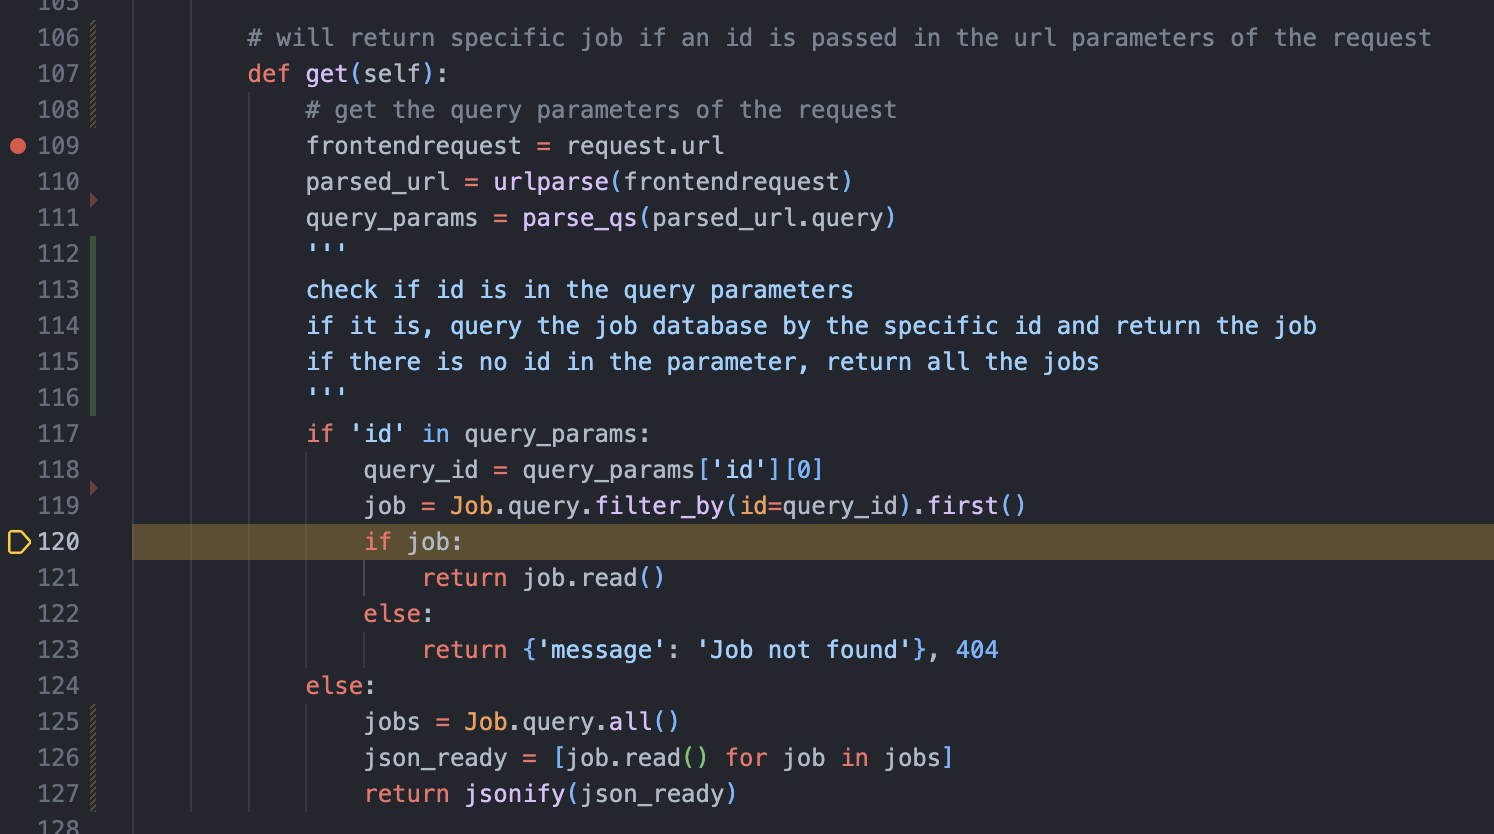 105
106 # will return specific job if an id is passed in the url parameters of the request
107 def get(self):
108 # get the query parameters of the request
109 frontendrequest = request.url
110 parsed_url = urlparse(frontendrequest)
111 query_params = parse_qs(parsed_url.query)
112 '''
113 check if id is in the query parameters
114 if it is, query the job database by the specific id and return the job
115 if there is no id in the parameter, return all the jobs
116 '''
117 if 'id' in query_params:
118 query_id = query_params['id'][0]
119 job = Job.query.filter_by(id=query_id).first()
120 if job:
121 return job.read()
122 else:
123 return {'message': 'Job not found'}, 404
124 else:
125 jobs = Job.query.all()
126 json_ready = [job.read() for job in jobs]
127 return jsonify(json_ready)
128